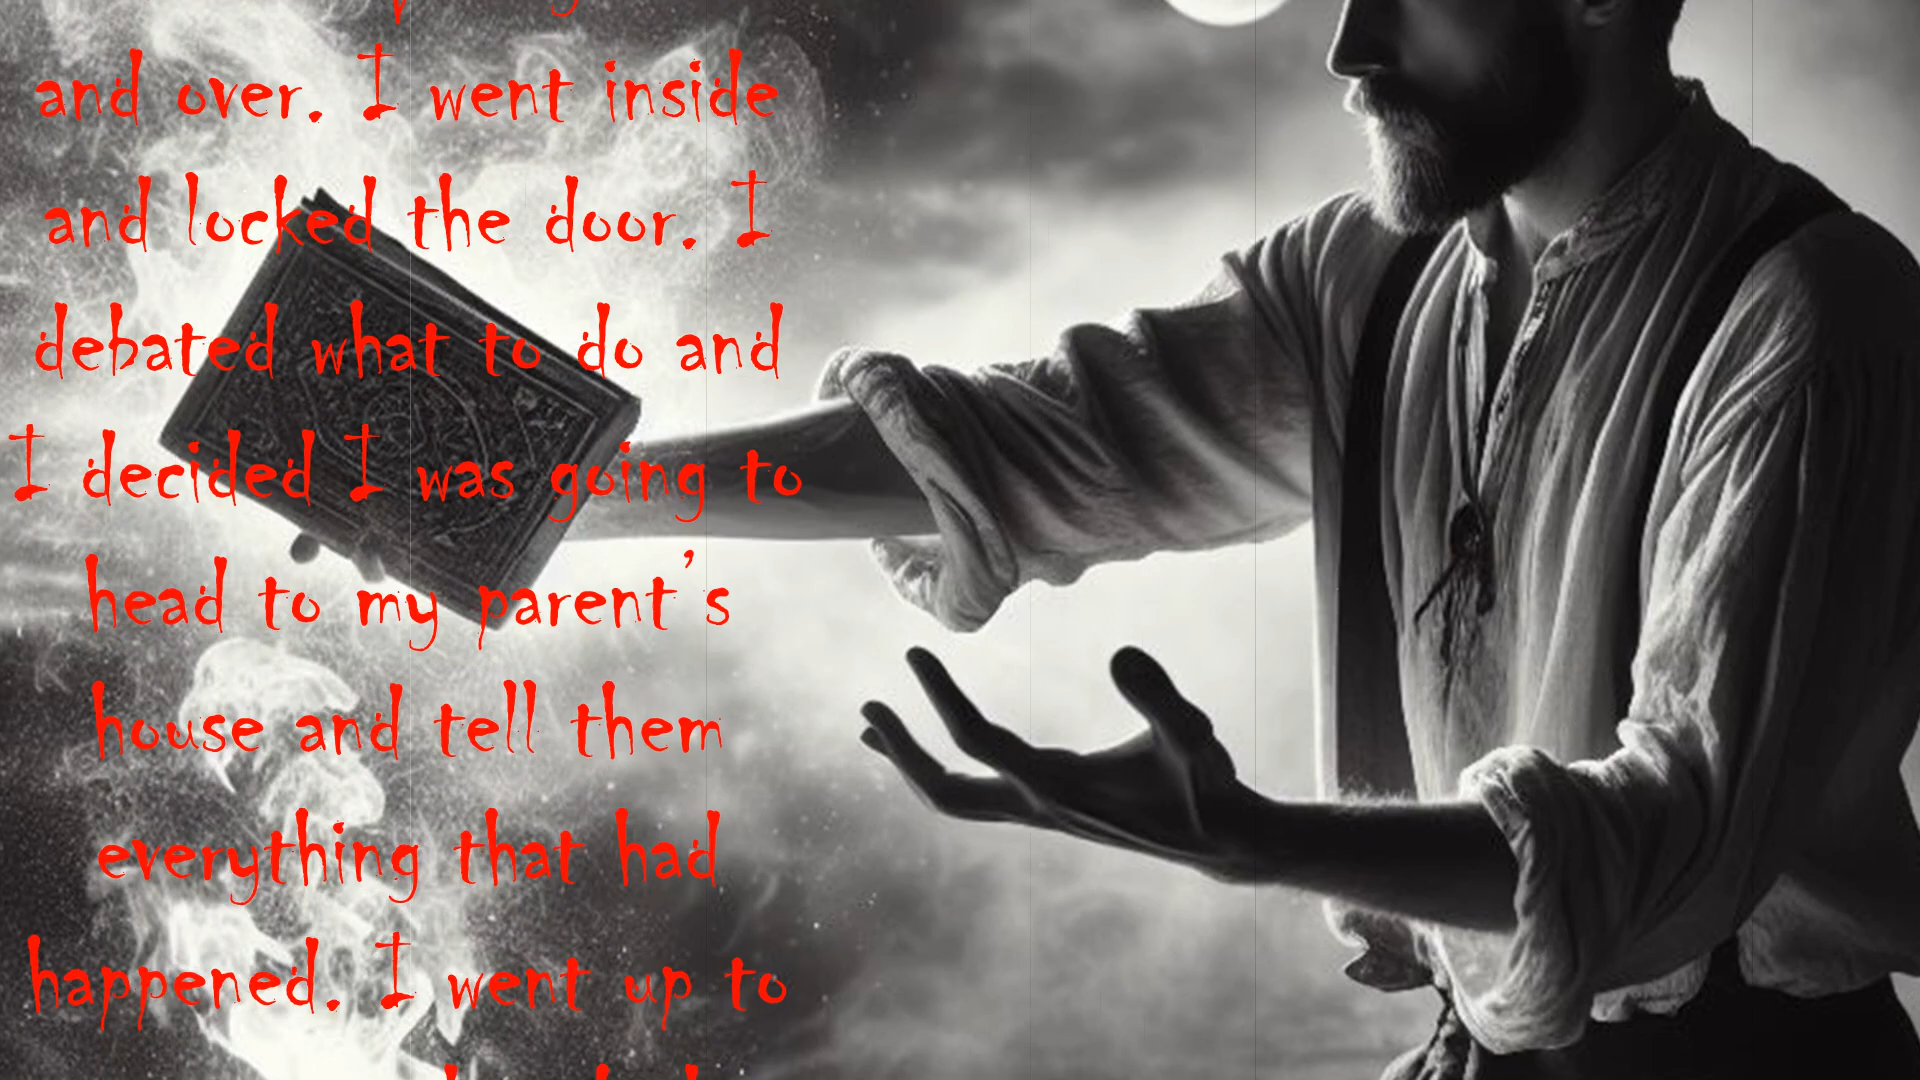 and over. I went inside
and locked the door. I
debated what to do and
I decided I was going to
head to my parent's
house and tell them
everything that had
happened. I went up to